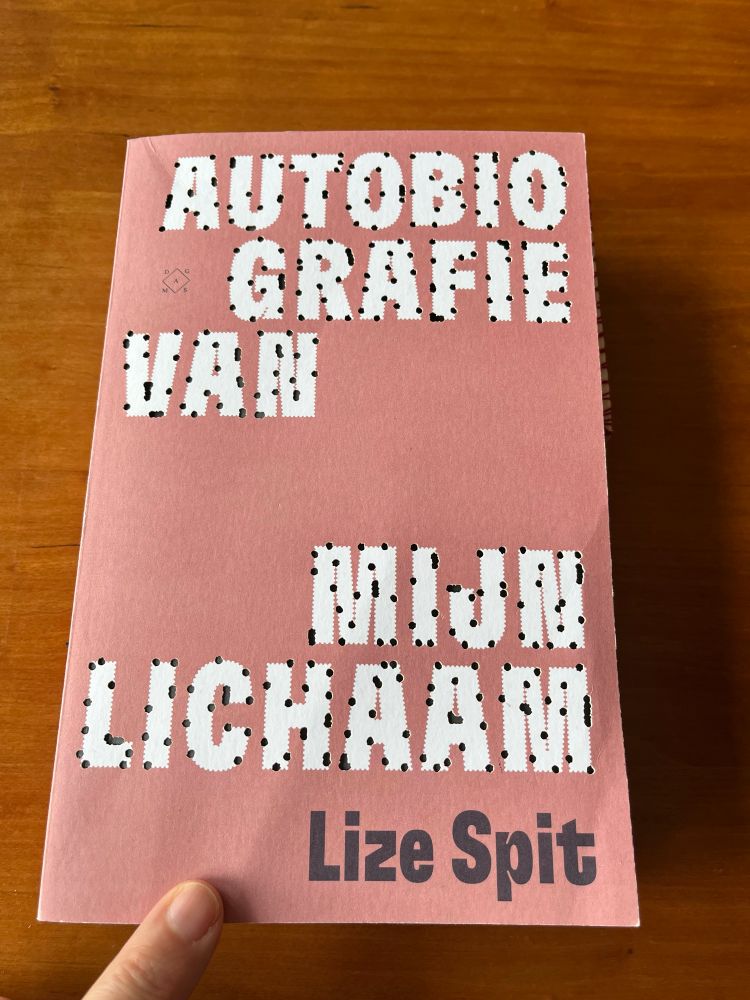 AUTOBIO
GRAFIE
D G
A
M S
VAN
MIJN
LICHAAM
Lize Spit